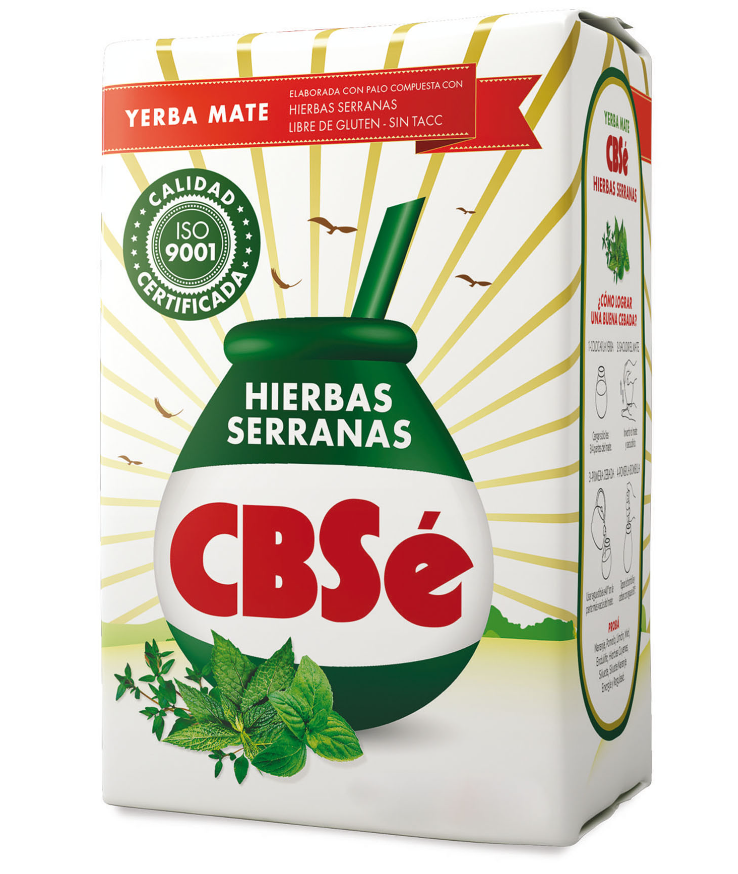 YERBA MATE
ELABORADA CON PALO COMPUESTA CON
HIERBAS SERRANAS
LIBRE DE GLUTEN - SIN TACC
CALIDAD
ISO
9001
CERTIFICADA
HIERBAS
SERRANAS
CBSé
YERBA MATE
CBSé
HIERBAS SERRANAS
¿CÓMO LOGRAR
UNA BUENA CEBADA?
PROBÁ